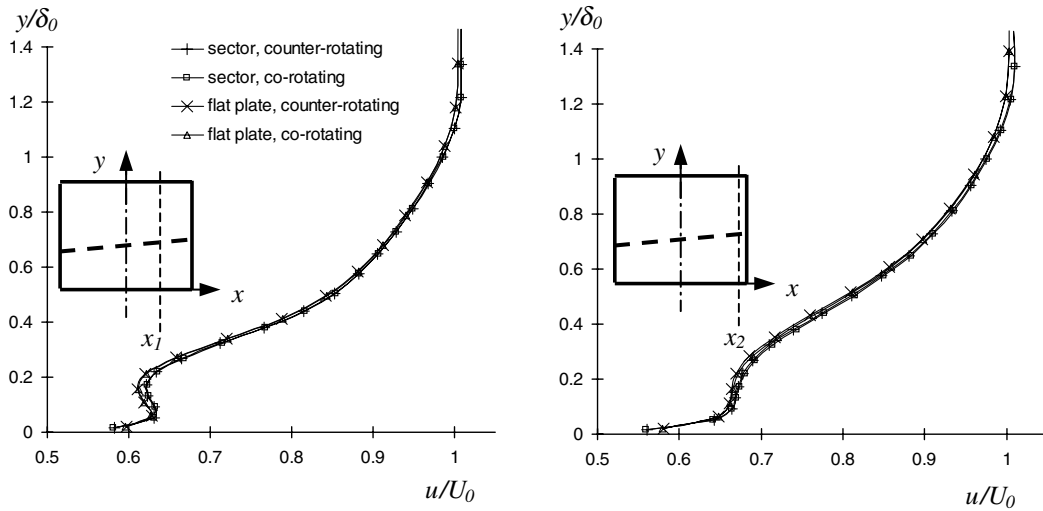 y/δ0
1.4
1.2
1
0.8
0.6
0.4
0.2
0
0.5
0.6
0.7
0.8
0.9
1
u/U0
sector, counter-rotating
sector, co-rotating
flat plate, counter-rotating
flat plate, co-rotating
y
x
x1
y/δ0
1.4
1.2
1
0.8
0.6
0.4
0.2
0
0.5
0.6
0.7
0.8
0.9
1
u/U0
y
x
x2